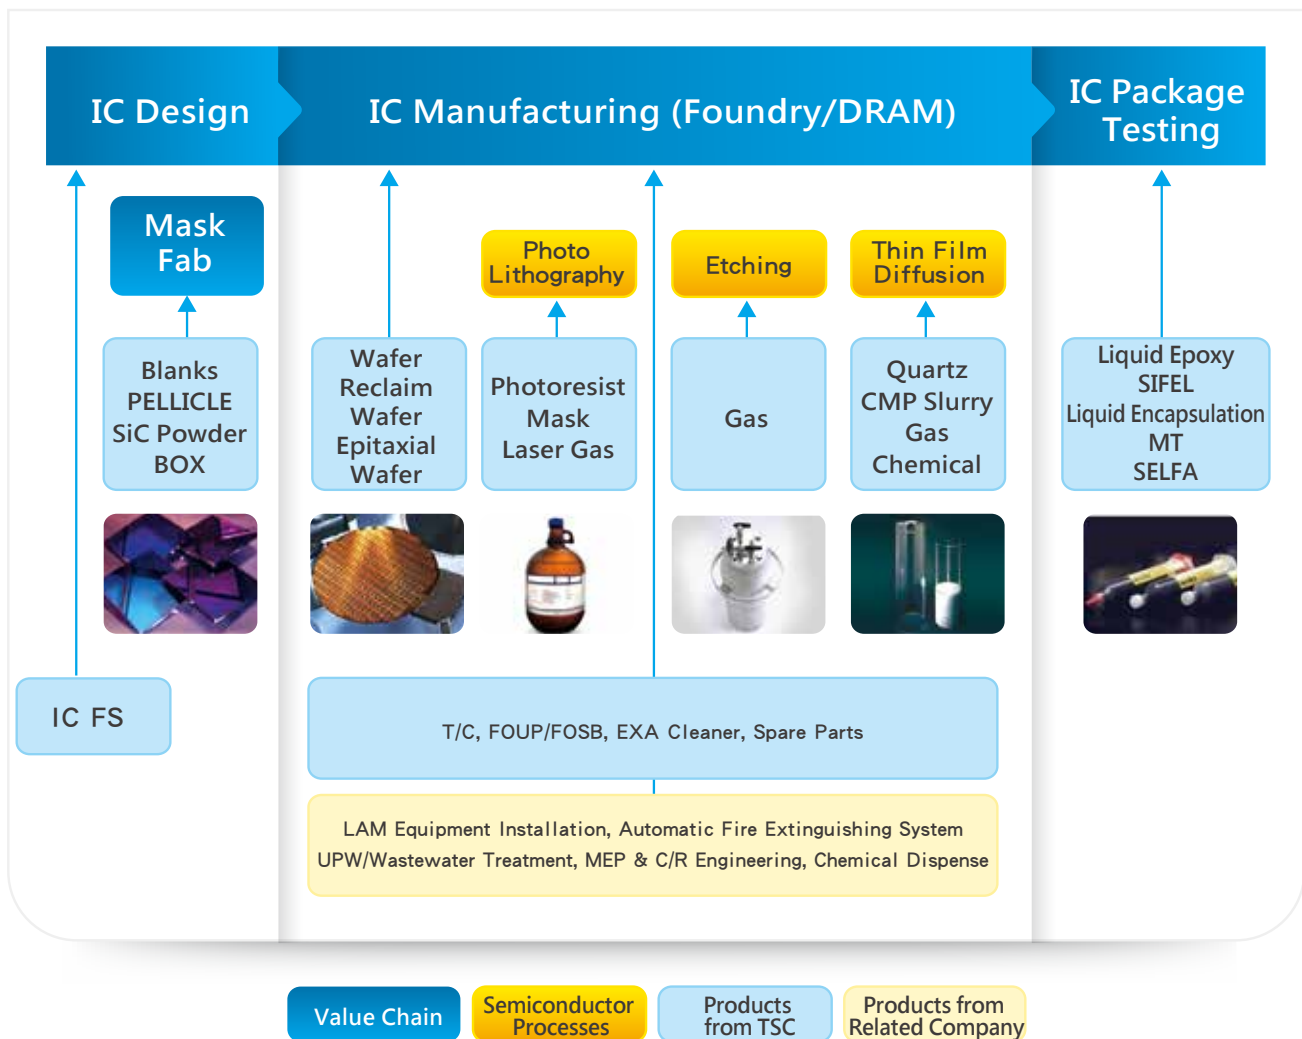 IC Design
IC Manufacturing (Foundry/DRAM)
IC Package
Testing
Mask
Fab
Photo
Lithography
Etching
Thin Film
Diffusion
Blanks
PELLICLE
SiC Powder
BOX
Wafer
Reclaim
Wafer
Epitaxial
Wafer
Photoresist
Mask
Laser Gas
Gas
Quartz
CMP Slurry
Gas
Chemical
Liquid Epoxy
SIFEL
Liquid Encapsulation
MT
SELFA
IC FS
T/C, FOUP/FOSB, EXA Cleaner, Spare Parts
LAM Equipment Installation, Automatic Fire Extinguishing System
UPW/Wastewater Treatment, MEP & C/R Engineering, Chemical Dispense
Value Chain
Semiconductor
Processes
Products
from TSC
Products from
Related Company